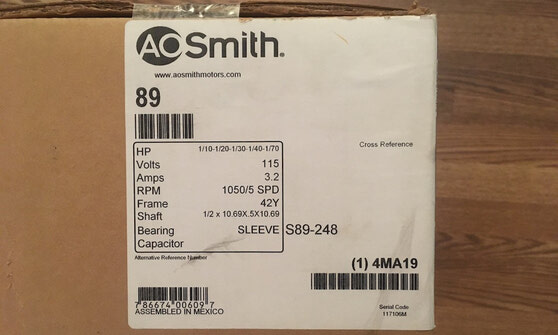 AO Smith®
www.aosmithmotors.com
89
Cross Reference
HP 1/10-1/20-1/30-1/40-1/70
Volts 115
Amps 3.2
RPM 1050/5 SPD
Frame 42Y
Shaft 1/2 x 10.69X.5X10.69
Bearing SLEEVE S89-248
Capacitor
Alternative Reference Number
(1) 4MA19
7 86674 00609 7
ASSEMBLED IN MEXICO
Serial Code
117106M